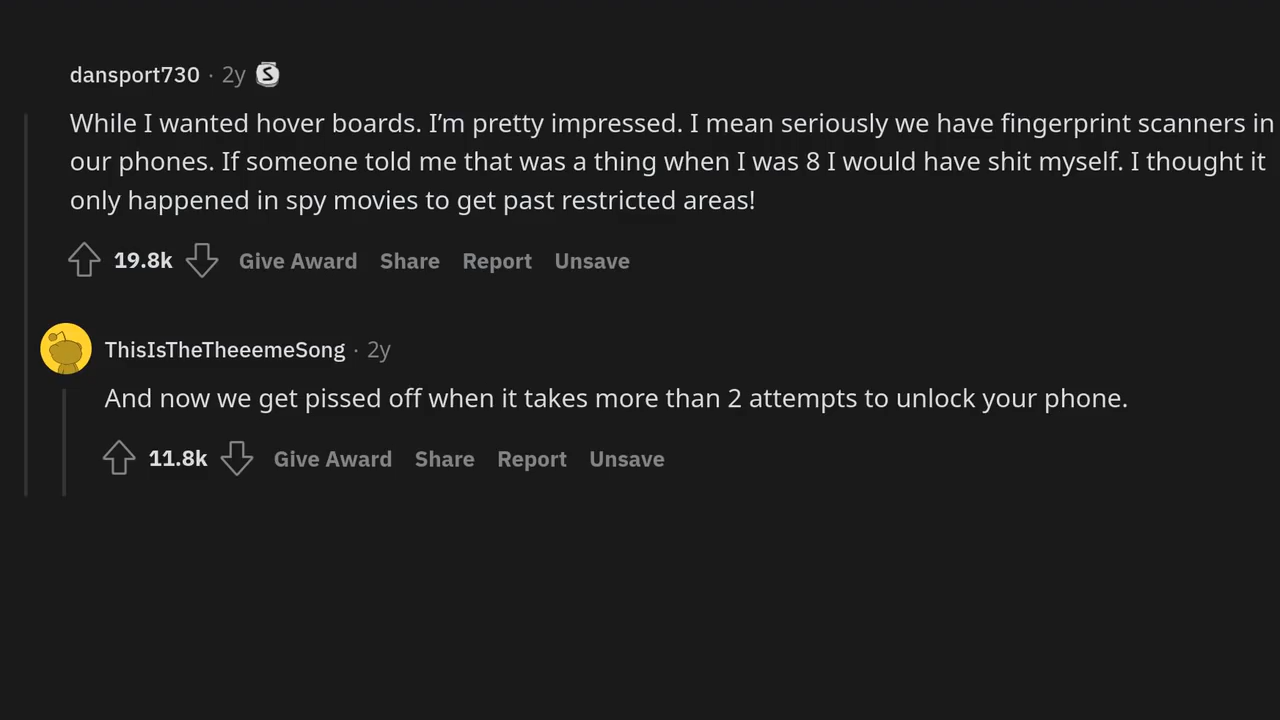 dansport730 · 2y
While I wanted hover boards. I’m pretty impressed. I mean seriously we have fingerprint scanners in
our phones. If someone told me that was a thing when I was 8 I would have shit myself. I thought it
only happened in spy movies to get past restricted areas!
19.8k Give Award Share Report Unsave
ThisIsTheTheeemeSong · 2y
And now we get pissed off when it takes more than 2 attempts to unlock your phone.
11.8k Give Award Share Report Unsave